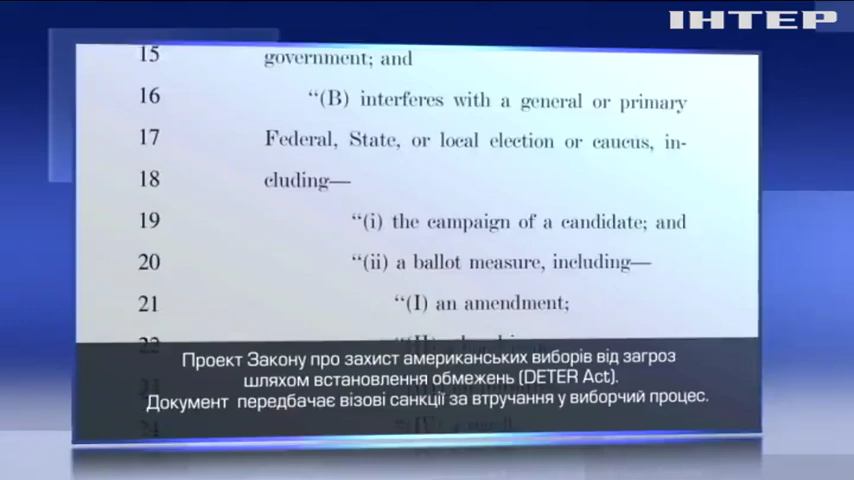 ІНТЕР
15 government; and
16 “(B) interferes with a general or primary
17 Federal, State, or local election or caucus, in-
18 cluding—
19 “(i) the campaign of a candidate; and
20 “(ii) a ballot measure, including—
21 “(I) an amendment;
22
Проект Закону про захист американських виборів від загроз
шляхом встановлення обмежень (DETER Act).
Документ передбачає візові санкції за втручання у виборчий процес.
23
24